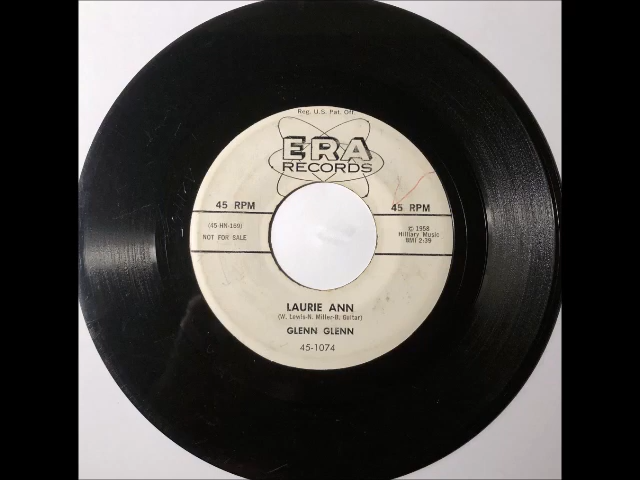 Reg. U.S. Pat. Off.
ERA
RECORDS
45 RPM
45 RPM
(45-HN-189)
NOT FOR SALE
© 1958
Hilliary Music
BMI 2:39
LAURIE ANN
(W. Lewis-N. Miller-B. Guitar)
GLENN GLENN
45-1074